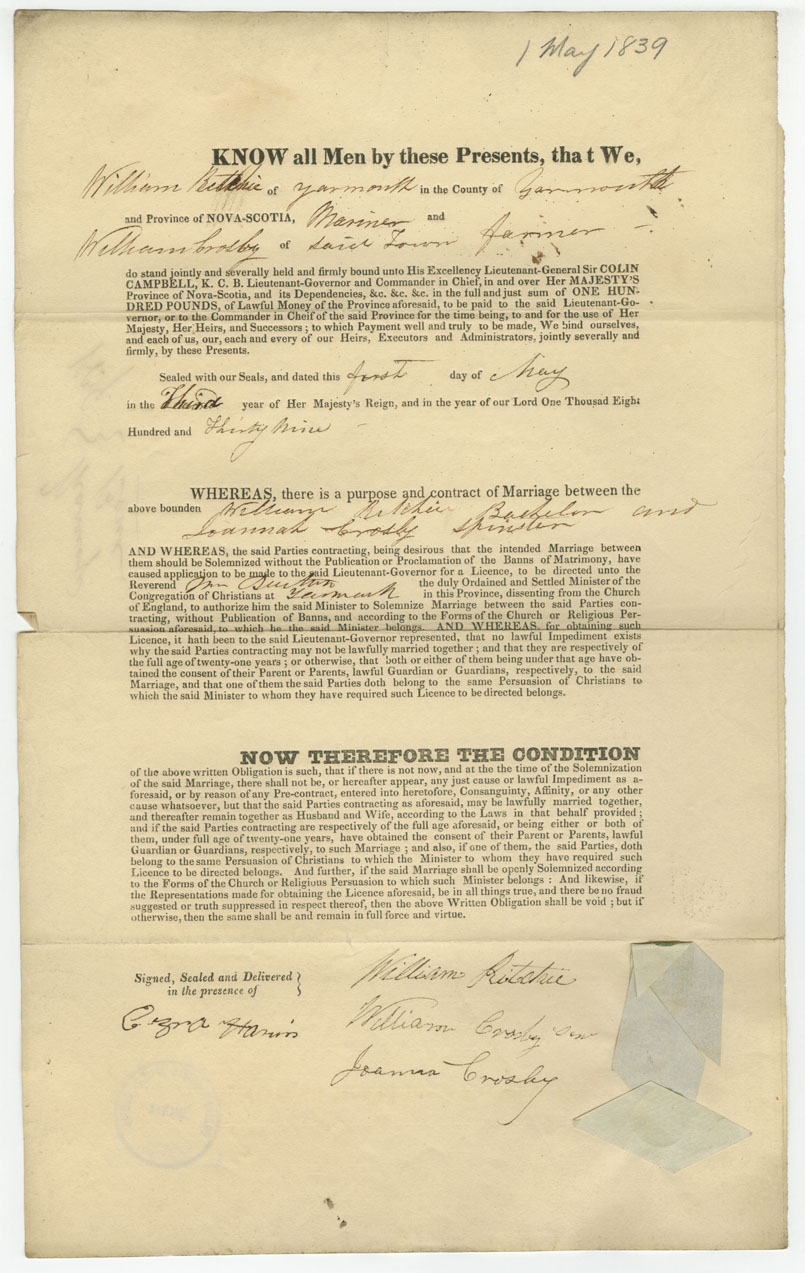 1 May 1839
KNOW all Men by these Presents, that We,
William Ritchie of yarmouth in the County of Yarmouth
and Province of NOVA-SCOTIA, Mariner and
William Crosby of said Town farmer
do stand jointly and severally held and firmly bound unto His Excellency Lieutenant-General Sir COLIN
CAMPBELL, K. C. B. Lieutenant-Governor and Commander in Chief, in and over Her MAJESTY'S
Province of Nova-Scotia, and its Dependencies, &c. &c. &c. in the full and just sum of ONE HUN-
DRED POUNDS, of Lawful Money of the Province aforesaid, to be paid to the said Lieutenant-Go-
vernor, or to the Commander in Cheif of the said Province for the time being, to and for the use of Her
Majesty, Her Heirs, and Successors ; to which Payment well and truly to be made, We bind ourselves,
and each of us, our, each and every of our Heirs, Executors and Administrators, jointly severally and
firmly, by these Presents.
Sealed with our Seals, and dated this first day of May
in the Third year of Her Majesty's Reign, and in the year of our Lord One Thousad Eight
Hundred and Thirty Nine
WHEREAS, there is a purpose and contract of Marriage between the
above bounden William Ritchie Bachelor and
Joannah Crosby Spinster
AND WHEREAS, the said Parties contracting, being desirous that the intended Marriage between
them should be Solemnized without the Publication or Proclamation of the Banns of Matrimony, have
caused application to be made to the said Lieutenant-Governor for a Licence, to be directed unto the
Reverend the duly Ordained and Settled Minister of the
Congregation of Christians at in this Province, dissenting from the Church
of England, to authorize him the said Minister to Solemnize Marriage between the said Parties con-
tracting, without Publication of Banns, and according to the Forms of the Church or Religious Per-
suasion aforesaid, to which he the said Minister belongs. AND WHEREAS, for obtaining such
Licence, it hath been to the said Lieutenant-Governor represented, that no lawful Impediment exists
why the said Parties contracting may not be lawfully married together ; and that they are respectively of
the full age of twenty-one years ; or otherwise, that both or either of them being under that age have ob-
tained the consent of their Parent or Parents, lawful Guardian or Guardians, respectively, to the said
Marriage, and that one of them the said Parties doth belong to the same Persuasion of Christians to
which the said Minister to whom they have required such Licence to be directed belongs.
NOW THEREFORE THE CONDITION
of the above written Obligation is such, that if there is not now, and at the the time of the Solemnization
of the said Marriage, there shall not be, or hereafter appear, any just cause or lawful Impediment as a-
foresaid, or by reason of any Pre-contract, entered into heretofore, Consanguinty, Affinity, or any other
cause whatsoever, but that the said Parties contracting as aforesaid, may be lawfully married together,
and thereafter remain together as Husband and Wife, according to the Laws in that behalf provided ;
and if the said Parties contracting are respectively of the full age aforesaid, or being either or both of
them, under full age of twenty-one years, have obtained the consent of their Parent or Parents, lawful
Guardian or Guardians, respectively, to such Marriage ; and also, if one of them, the said Parties, doth
belong to the same Persuasion of Christians to which the Minister to whom they have required such
Licence to be directed belongs. And further, if the said Marriage shall be openly Solemnized according
to the Forms of the Church or Religious Persuasion to which such Minister belongs : And likewise, if
the Representations made for obtaining the Licence aforesaid, be in all things true, and there be no fraud
suggested or truth suppressed in respect thereof, then the above Written Obligation shall be void ; but if
otherwise, then the same shall be and remain in full force and virtue.
Signed, Sealed and Delivered
in the presence of
William Ritchie
Ezra Harris
William Crosby
Joanna Crosby